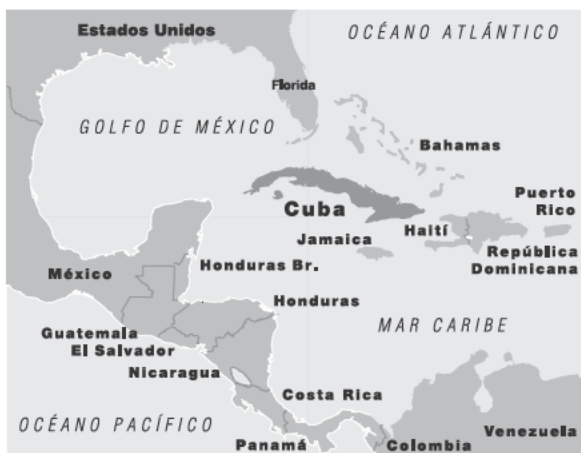 Estados Unidos
OCÉANO ATLÁNTICO
Florida
GOLFO DE MÉXICO
Bahamas
Cuba
Puerto
Rico
Jamaica
Haití
República
Dominicana
México
Honduras Br.
Honduras
MAR CARIBE
Guatemala
El Salvador
Nicaragua
Costa Rica
OCÉANO PACÍFICO
Panamá
Colombia
Venezuela